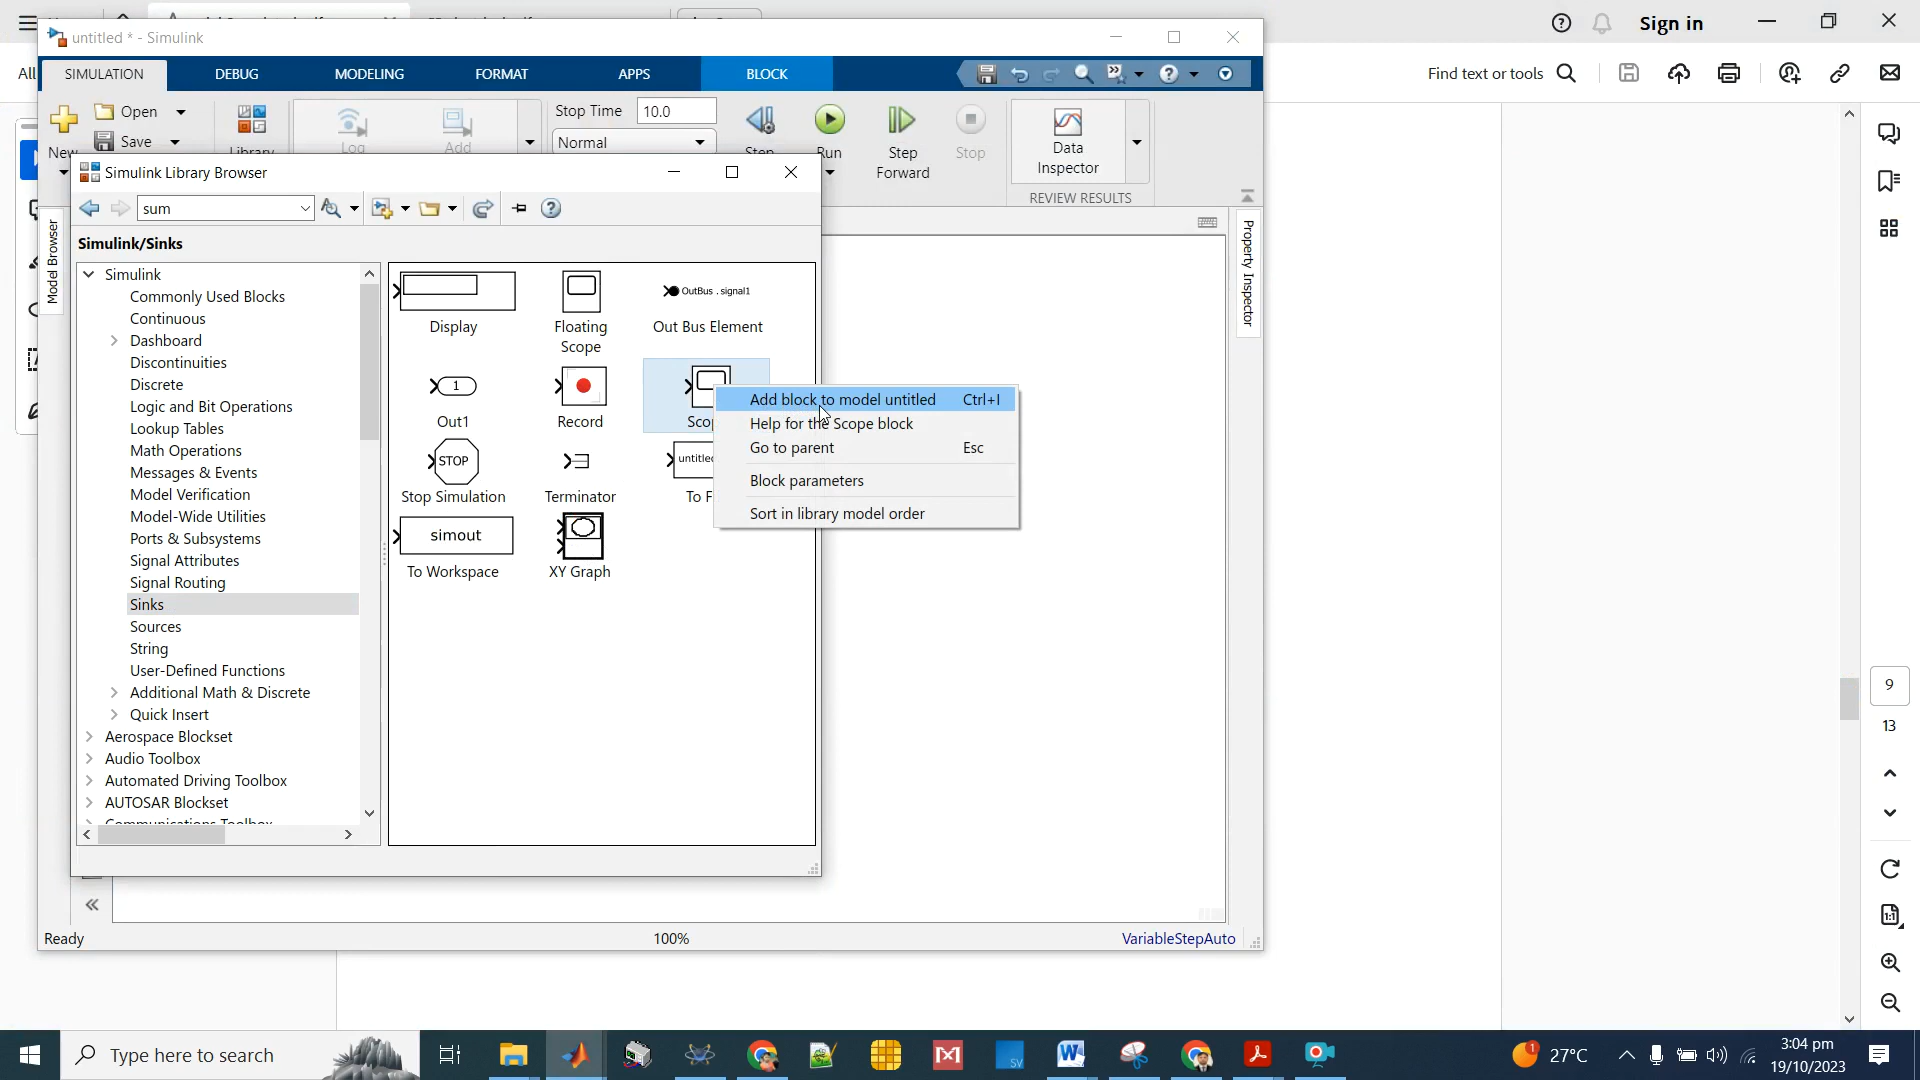 Sign in
untitled * - Simulink
All
Find text or tools
SIMULATION
DEBUG
MODELING
FORMAT
APPS
BLOCK
New
Open
Save
Library
Log
Add
Stop Time
10.0
Normal
Step
Run
Step
Forward
Stop
Data
Inspector
REVIEW RESULTS
Model Browser
Property Inspector
Simulink Library Browser
sum
Simulink/Sinks
Simulink
Commonly Used Blocks
Continuous
Dashboard
Discontinuities
Discrete
Logic and Bit Operations
Lookup Tables
Math Operations
Messages & Events
Model Verification
Model-Wide Utilities
Ports & Subsystems
Signal Attributes
Signal Routing
Sinks
Sources
String
User-Defined Functions
Additional Math & Discrete
Quick Insert
Aerospace Blockset
Audio Toolbox
Automated Driving Toolbox
AUTOSAR Blockset
Communications Toolbox
Display
Floating
Scope
OutBus . signal1
Out Bus Element
1
Out1
Record
STOP
Stop Simulation
Terminator
simout
To Workspace
XY Graph
Add block to model untitled Ctrl+I
Help for the Scope block
Go to parent Esc
Block parameters
Sort in library model order
9
13
1:1
Ready
100%
VariableStepAuto
Type here to search
SV
1
27°C
3:04 pm
19/10/2023